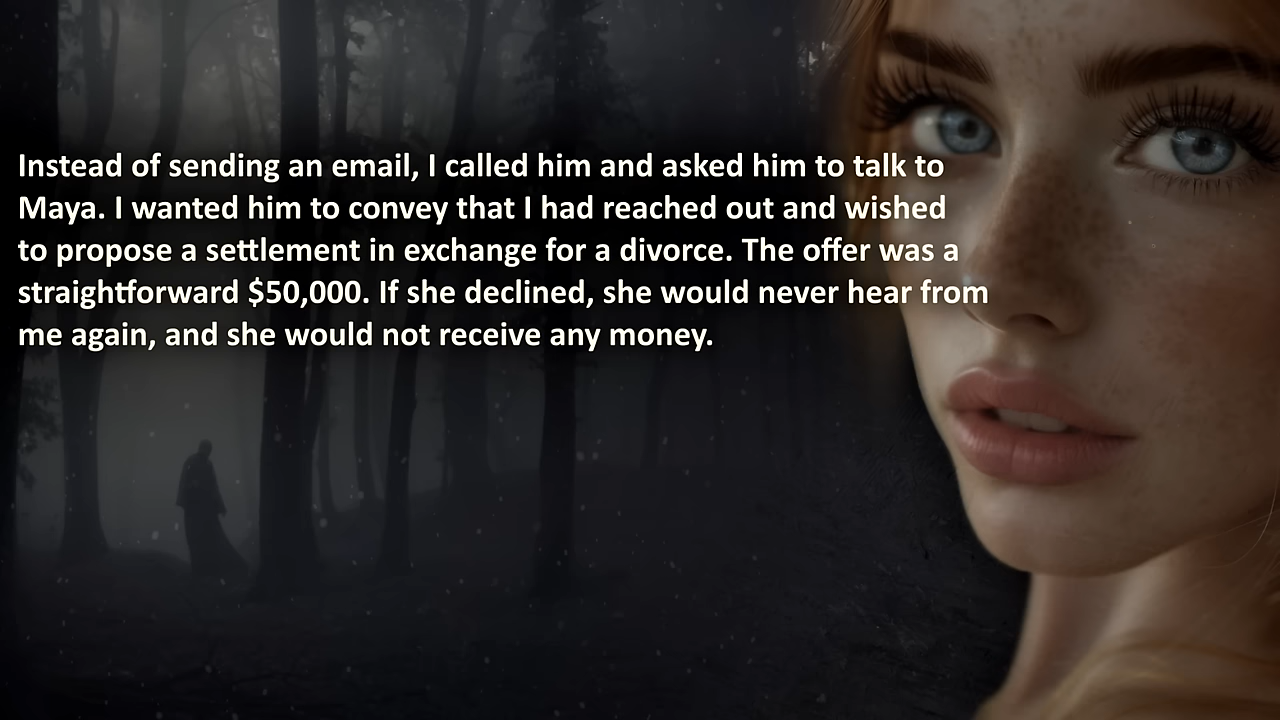 Instead of sending an email, I called him and asked him to talk to
Maya. I wanted him to convey that I had reached out and wished
to propose a settlement in exchange for a divorce. The offer was a
straightforward $50,000. If she declined, she would never hear from
me again, and she would not receive any money.